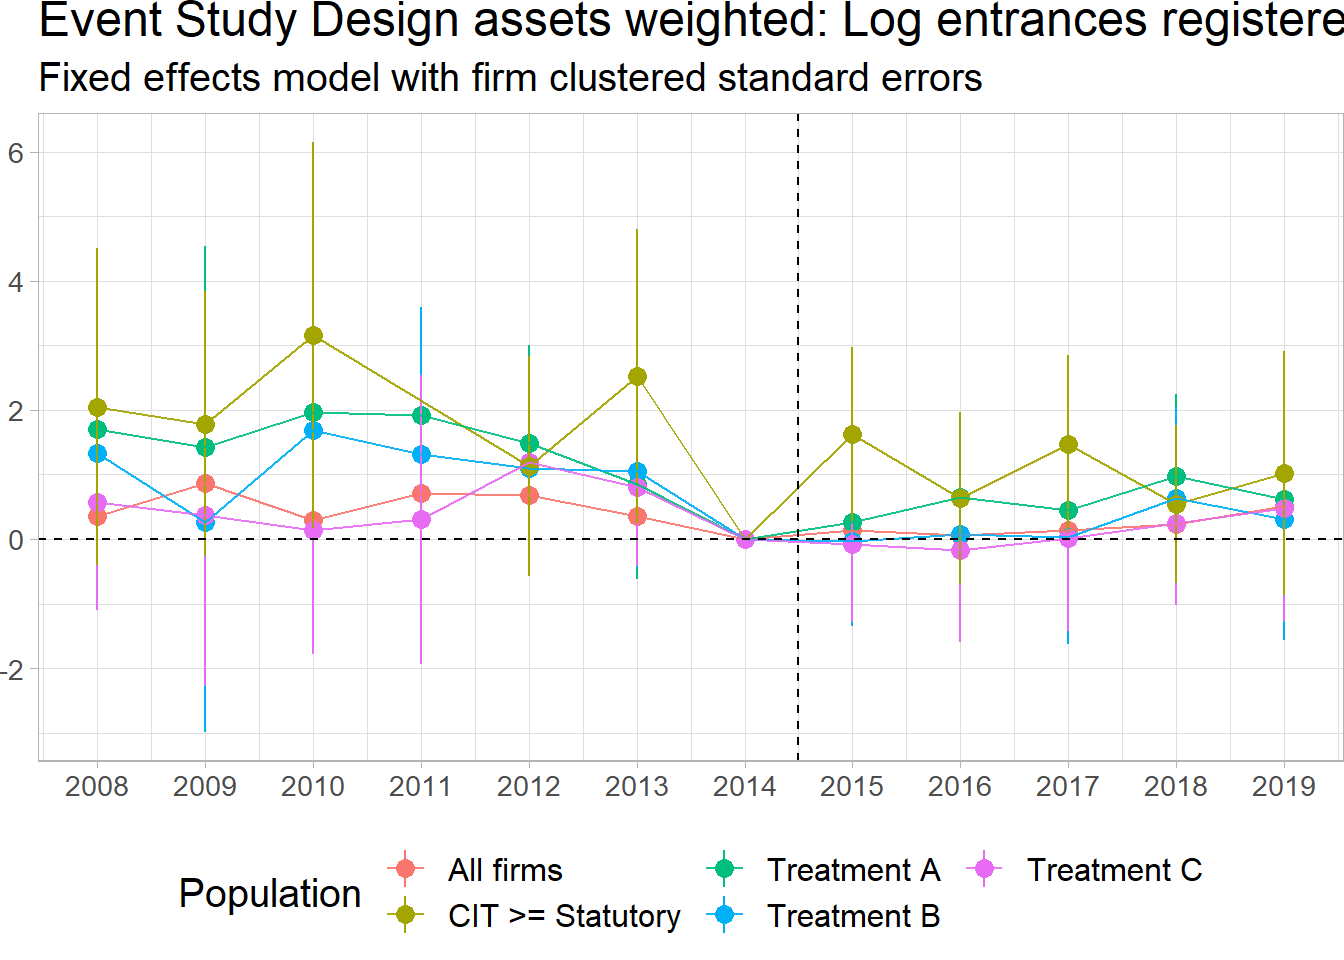 Event Study Design assets weighted: Log entrances registere
Fixed effects model with firm clustered standard errors
6
4
2
0
-2
2008 2009 2010 2011 2012 2013 2014 2015 2016 2017 2018 2019
Population
All firms
CIT >= Statutory
Treatment A
Treatment B
Treatment C